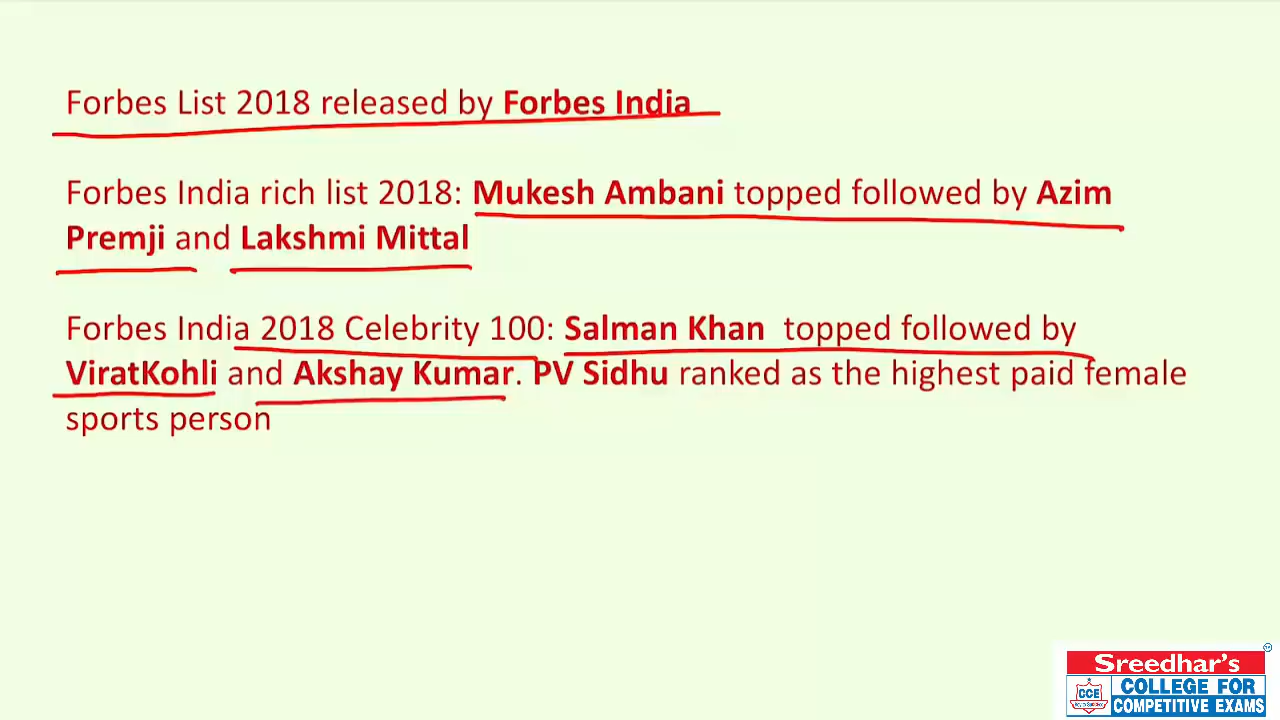 Forbes List 2018 released by Forbes India
Forbes India rich list 2018: Mukesh Ambani topped followed by Azim
Premji and Lakshmi Mittal
Forbes India 2018 Celebrity 100: Salman Khan topped followed by
ViratKohli and Akshay Kumar. PV Sidhu ranked as the highest paid female
sports person
Sreedhar's
CCE
COLLEGE FOR
COMPETITIVE EXAMS